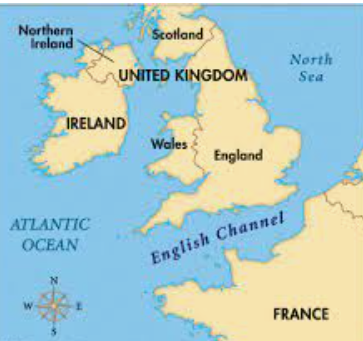 Northern
Ireland
Scotland
North
Sea
UNITED KINGDOM
IRELAND
Wales
England
ATLANTIC
OCEAN
English Channel
N
W E
S
FRANCE